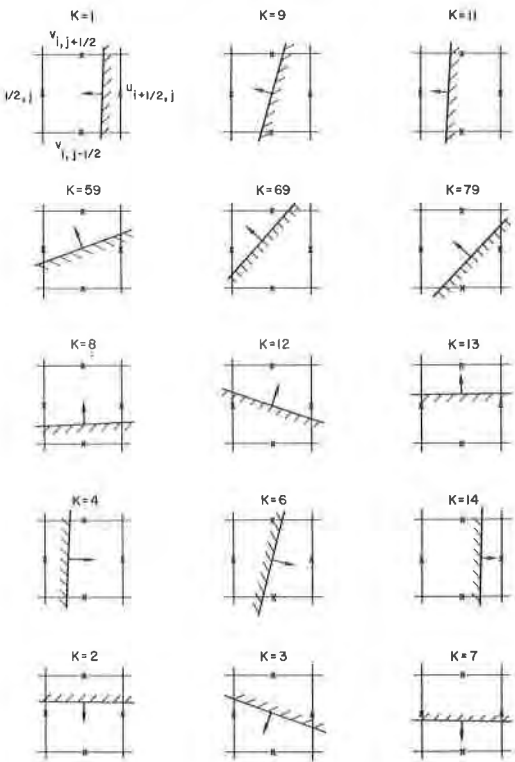 K=1 K=9 K=11
v i, j+1/2
1/2, j u i+1/2, j
v i, j-1/2
K=59 K=69 K=79
K=8 K=12 K=13
K=4 K=6 K=14
K=2 K=3 K=7